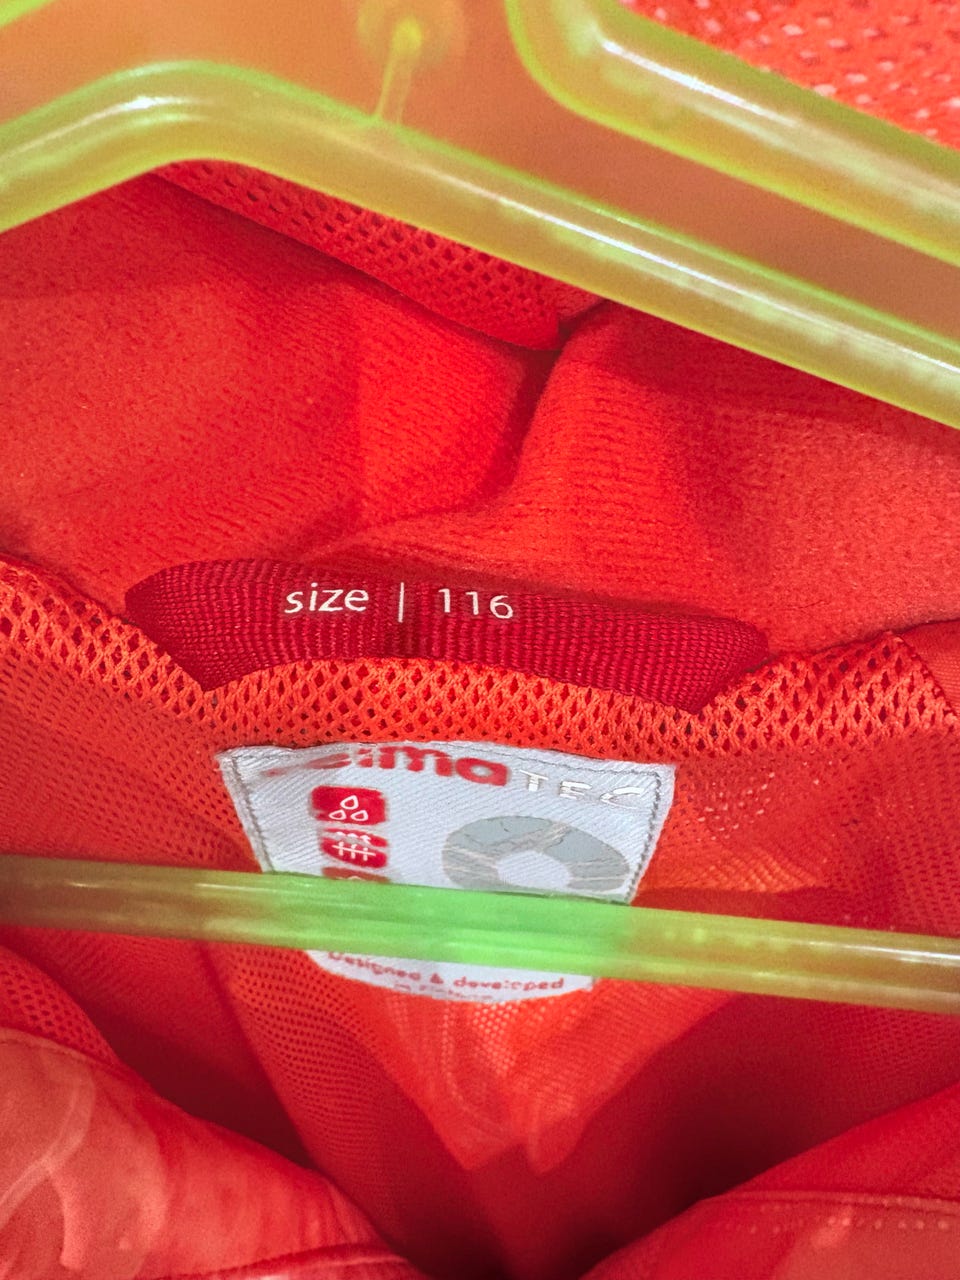 size | 116
TEC
Designed & developed